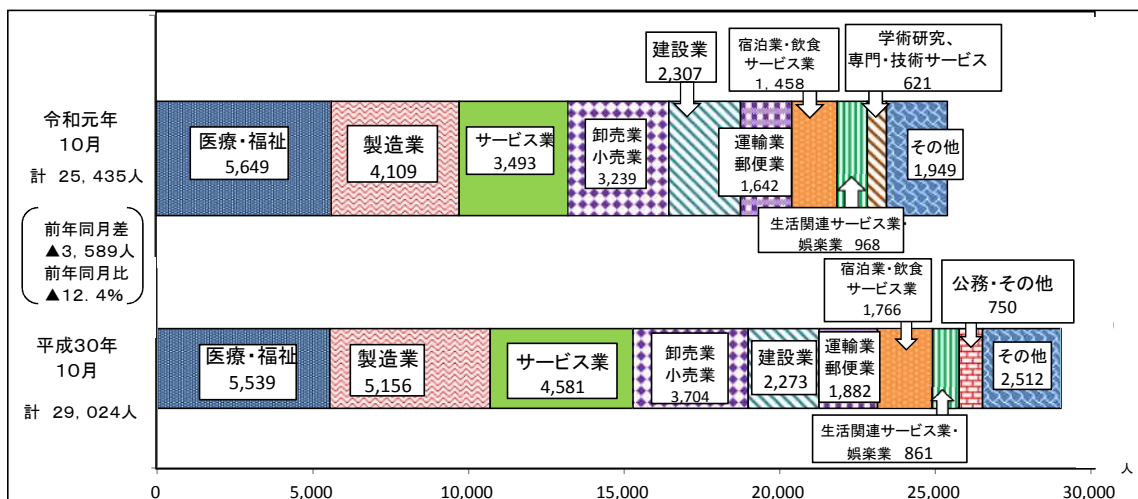 令和元年
10月
計 25,435人
医療・福祉
5,649
製造業
4,109
サービス業
3,493
卸売業
小売業
3,239
建設業
2,307
運輸業
郵便業
1,642
宿泊業・飲食
サービス業
1,458
生活関連サービス業・
娯楽業 968
学術研究、
専門・技術サービス
621
その他
1,949
前年同月差
▲3,589人
前年同月比
▲12.4%
平成30年
10月
計 29,024人
医療・福祉
5,539
製造業
5,156
サービス業
4,581
卸売業
小売業
3,704
建設業
2,273
運輸業
郵便業
1,882
宿泊業・飲食
サービス業
1,766
生活関連サービス業・
娯楽業 861
公務・その他
750
その他
2,512
0 5,000 10,000 15,000 20,000 25,000 30,000 人